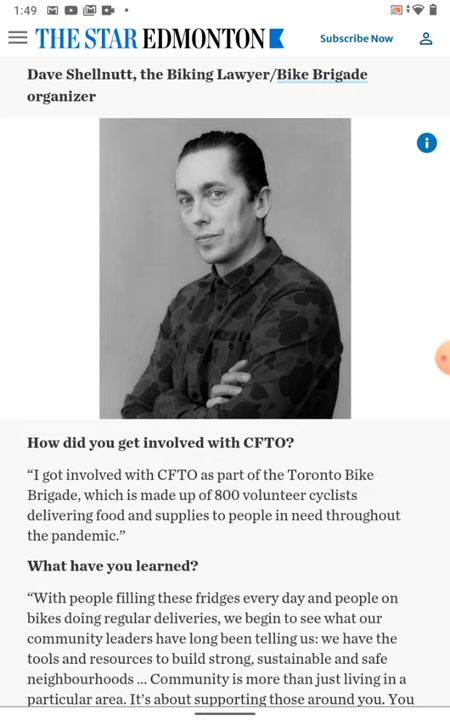 1:49
THE STAR EDMONTON
Subscribe Now
Dave Shellnutt, the Biking Lawyer/Bike Brigade
organizer
How did you get involved with CFTO?
“I got involved with CFTO as part of the Toronto Bike
Brigade, which is made up of 800 volunteer cyclists
delivering food and supplies to people in need throughout
the pandemic.”
What have you learned?
“With people filling these fridges every day and people on
bikes doing regular deliveries, we begin to see what our
community leaders have long been telling us: we have the
tools and resources to build strong, sustainable and safe
neighbourhoods ... Community is more than just living in a
particular area. It’s about supporting those around you. You